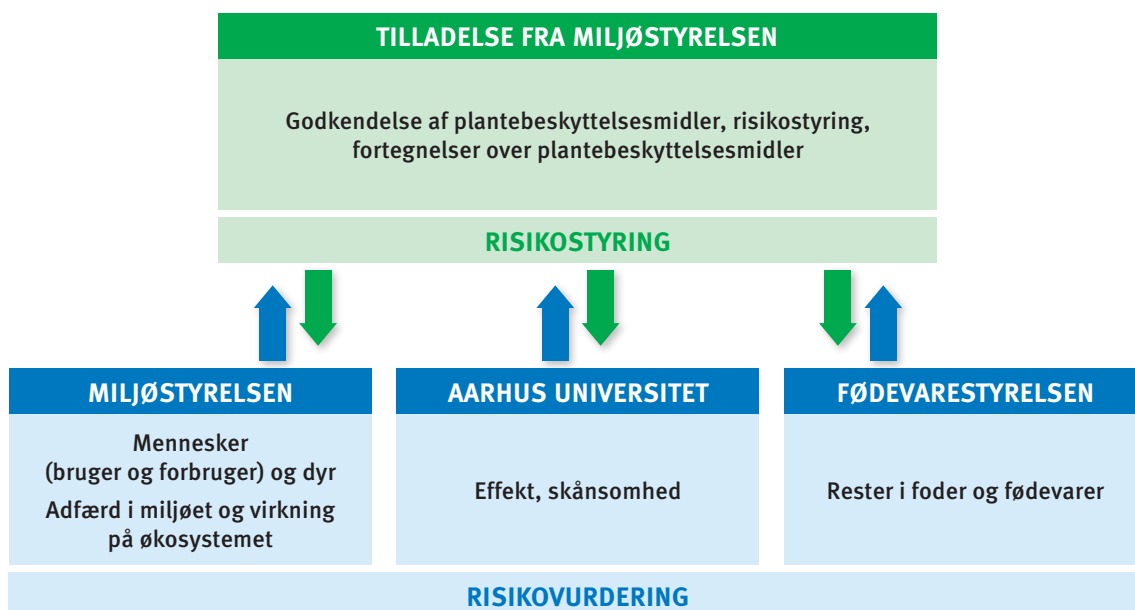 TILLADELSE FRA MILJØSTYRELSEN
Godkendelse af plantebeskyttelsesmidler, risikostyring,
fortegnelser over plantebeskyttelsesmidler
RISIKOSTYRING
MILJØSTYRELSEN
Mennesker
(bruger og forbruger) og dyr
Adfærd i miljøet og virkning
på økosystemet
AARHUS UNIVERSITET
Effekt, skånsomhed
FØDEVARESTYRELSEN
Rester i foder og fødevarer
RISIKOVURDERING